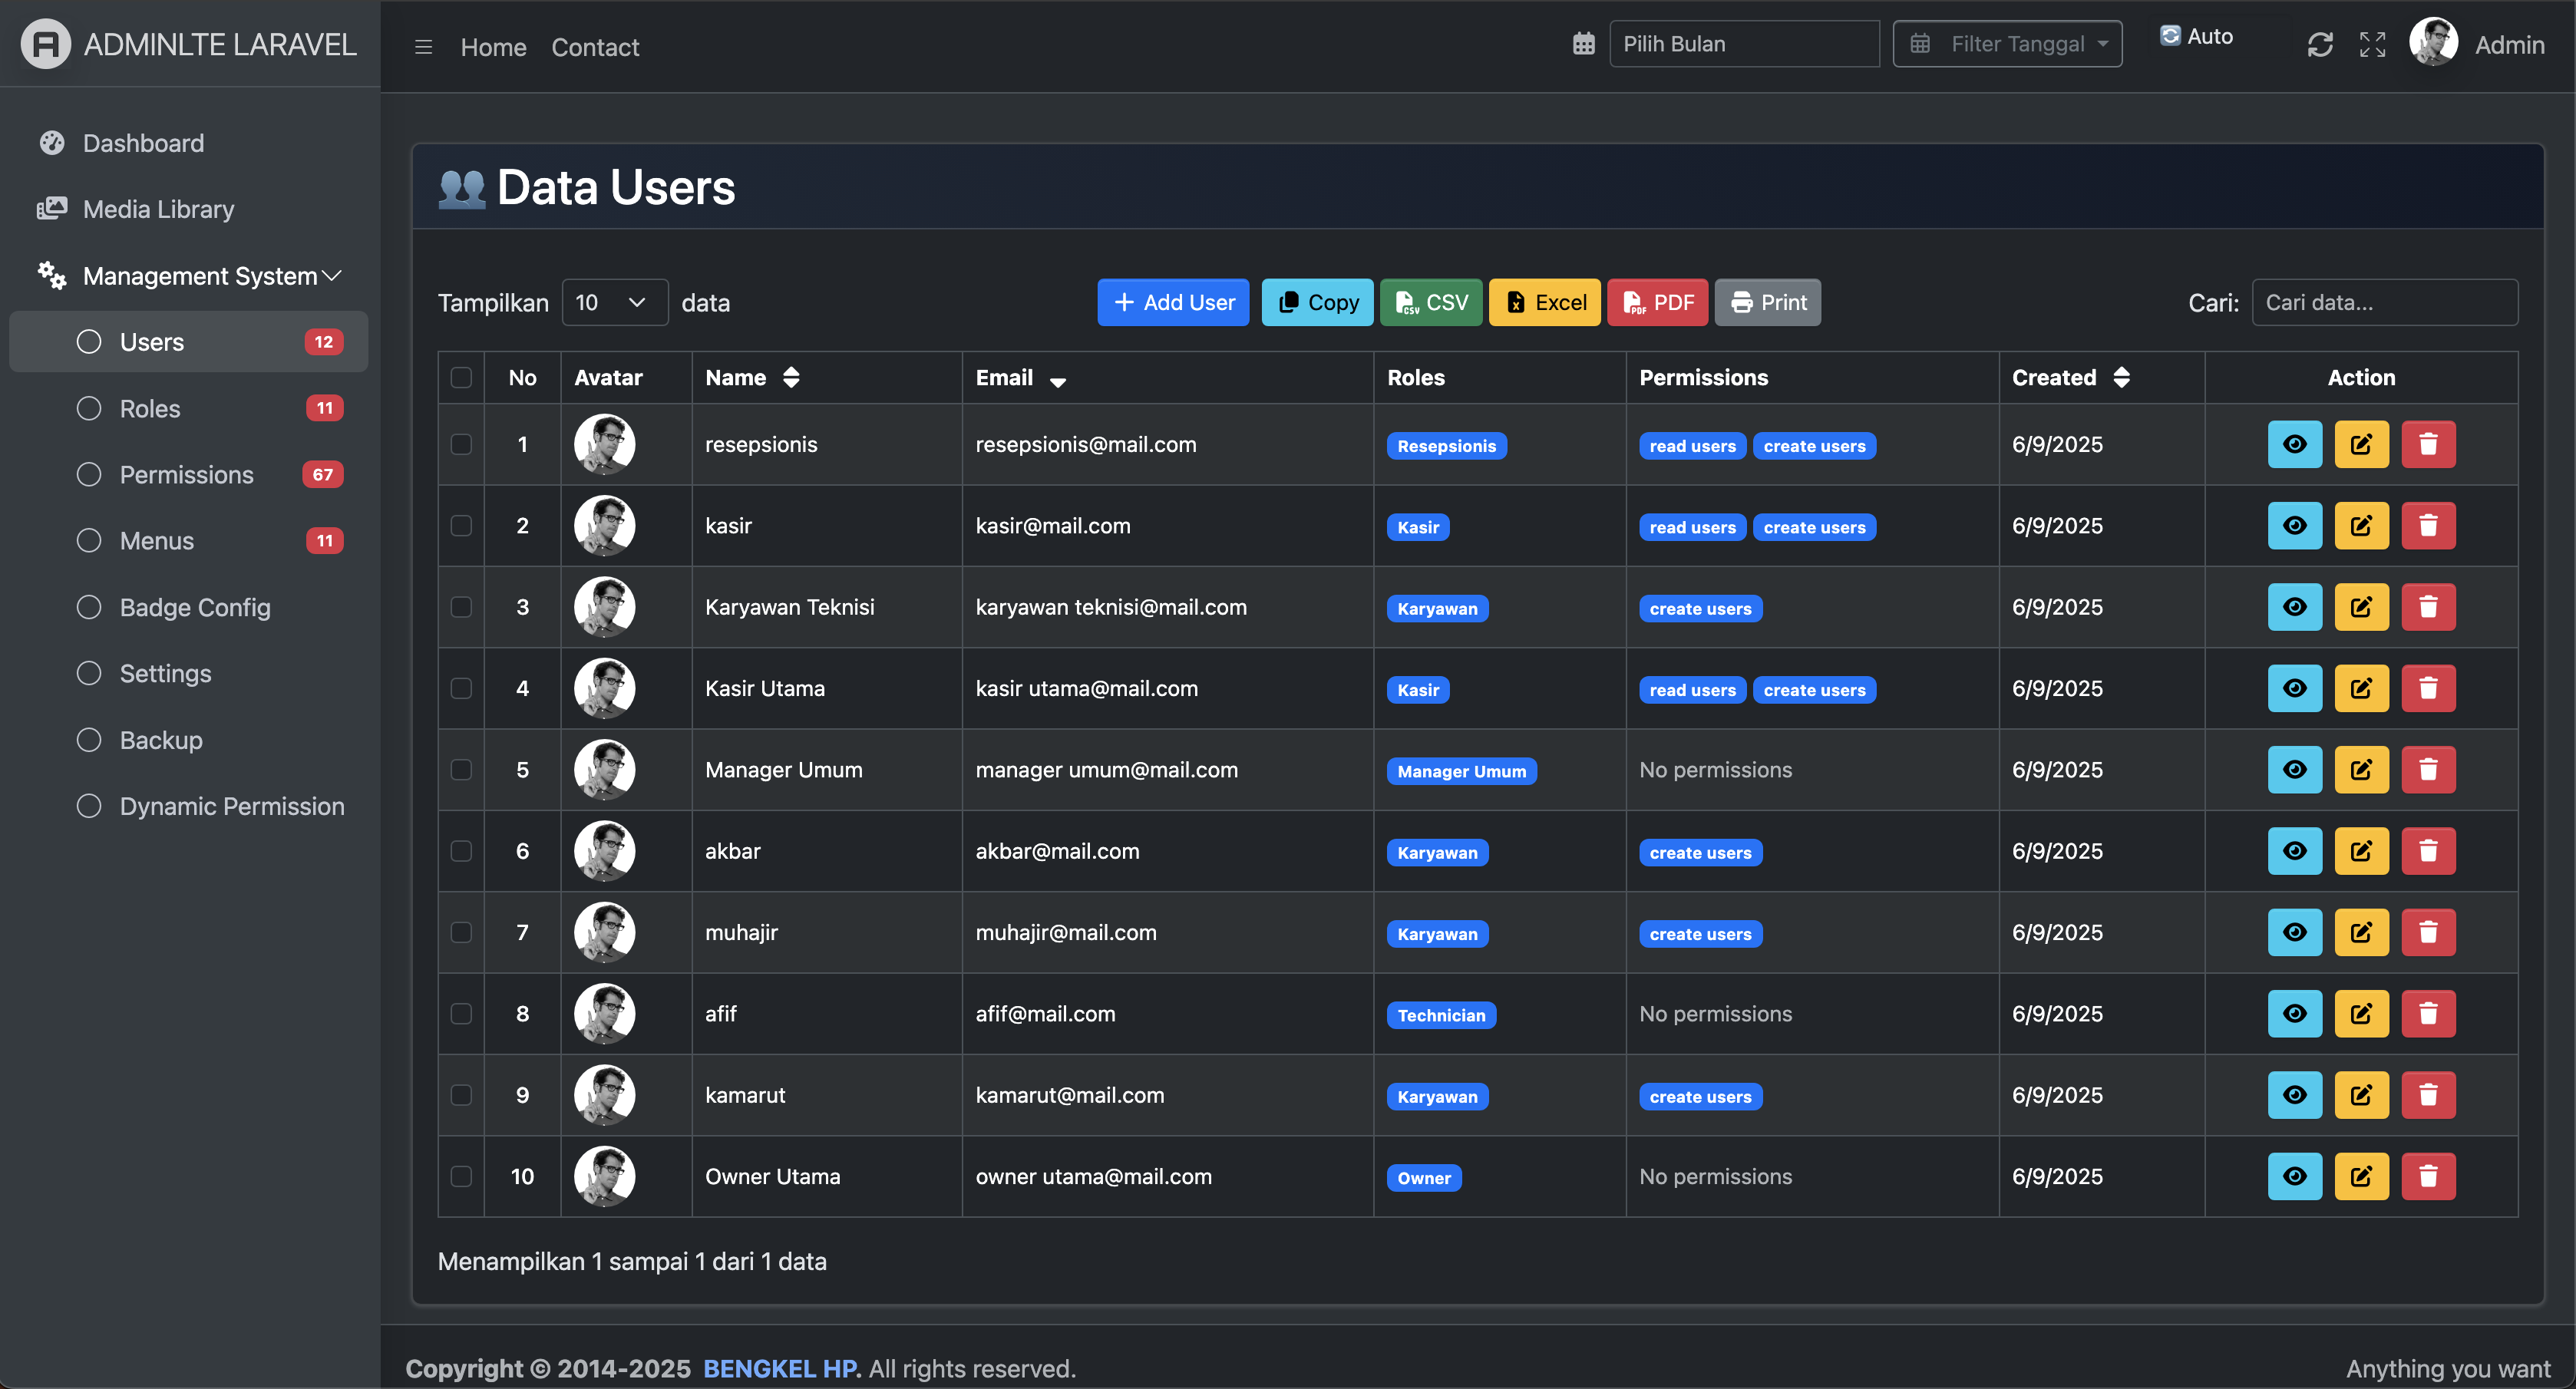 ADMINLTE LARAVEL
Home Contact
Pilih Bulan
Filter Tanggal
Auto
Admin
Dashboard
Media Library
Management System
Users 12
Roles 11
Permissions 67
Menus 11
Badge Config
Settings
Backup
Dynamic Permission
Data Users
Tampilkan 10 data
Add User Copy CSV Excel PDF Print
Cari: Cari data...
No Avatar Name Email Roles Permissions Created Action
1 resepsionis resepsionis@mail.com Resepsionis read users create users 6/9/2025
2 kasir kasir@mail.com Kasir read users create users 6/9/2025
3 Karyawan Teknisi karyawan teknisi@mail.com Karyawan create users 6/9/2025
4 Kasir Utama kasir utama@mail.com Kasir read users create users 6/9/2025
5 Manager Umum manager umum@mail.com Manager Umum No permissions 6/9/2025
6 akbar akbar@mail.com Karyawan create users 6/9/2025
7 muhajir muhajir@mail.com Karyawan create users 6/9/2025
8 afif afif@mail.com Technician No permissions 6/9/2025
9 kamarut kamarut@mail.com Karyawan create users 6/9/2025
10 Owner Utama owner utama@mail.com Owner No permissions 6/9/2025
Menampilkan 1 sampai 1 dari 1 data
Copyright © 2014-2025 BENGKEL HP. All rights reserved.
Anything you want